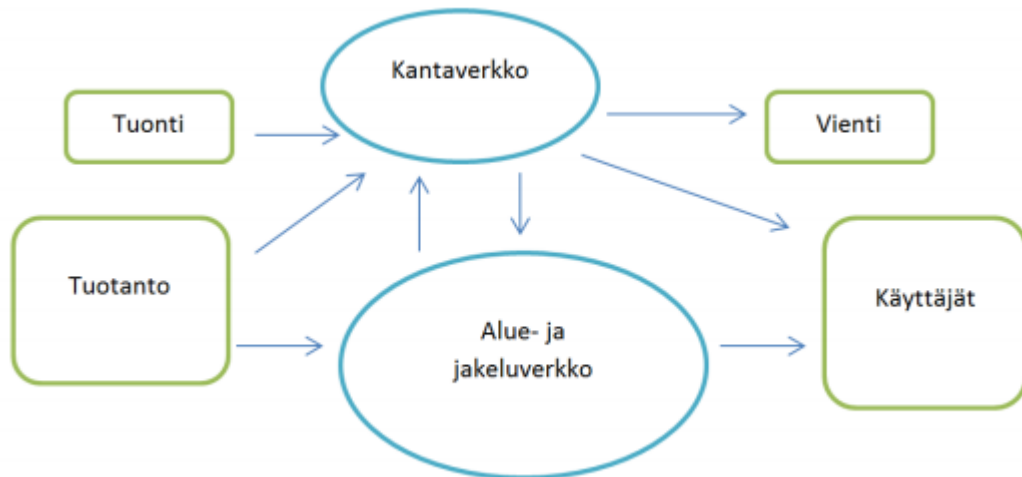 Kantaverkko
Tuonti
Vienti
Tuotanto
Alue- ja
jakeluverkko
Käyttäjät